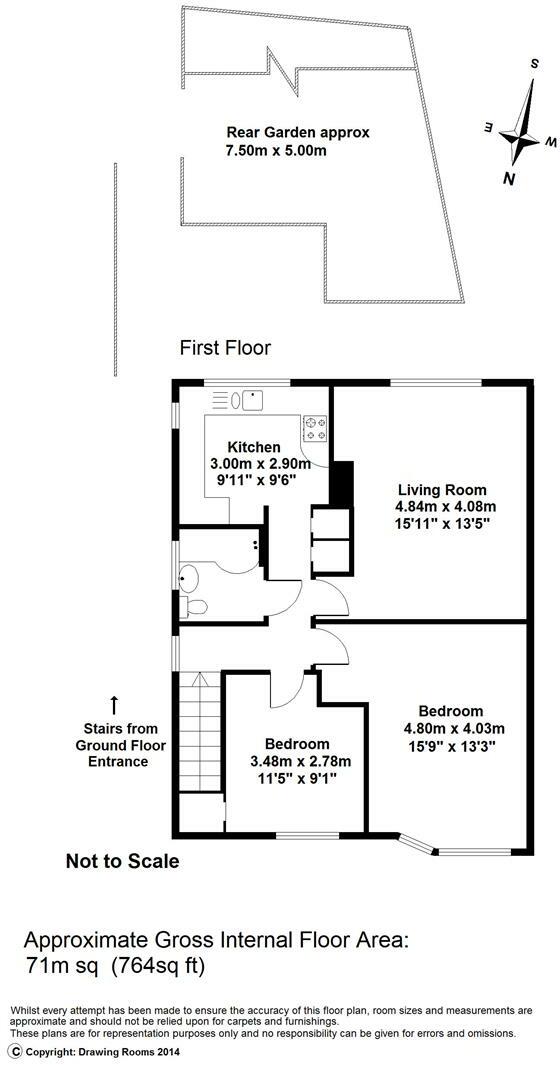 S
E
W
N
Rear Garden approx
7.50m x 5.00m
First Floor
Kitchen
3.00m x 2.90m
9'11" x 9'6"
Living Room
4.84m x 4.08m
15'11" x 13'5"
Stairs from
Ground Floor
Entrance
Bedroom
3.48m x 2.78m
11'5" x 9'1"
Bedroom
4.80m x 4.03m
15'9" x 13'3"
Not to Scale
Approximate Gross Internal Floor Area:
71m sq (764sq ft)
Whilst every attempt has been made to ensure the accuracy of this floor plan, room sizes and measurements are
approximate and should not be relied upon for carpets and furnishings.
These plans are for representation purposes only and no responsibility can be given for errors and omissions.
© Copyright: Drawing Rooms 2014